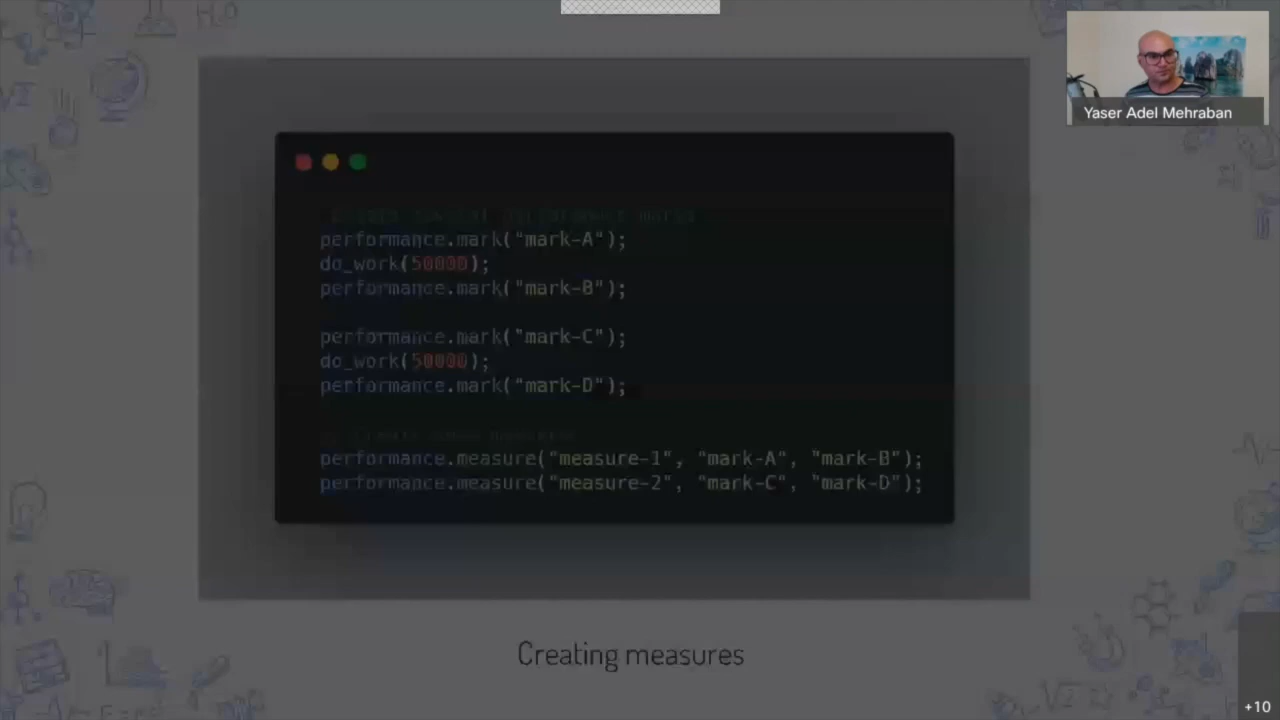 H₂O
Yaser Adel Mehraban
performance.mark("mark-A");
do_work(50000);
performance.mark("mark-B");
performance.mark("mark-C");
do_work(50000);
performance.mark("mark-D");
performance.measure("measure-1", "mark-A", "mark-B");
performance.measure("measure-2", "mark-C", "mark-D");
Creating measures
+10